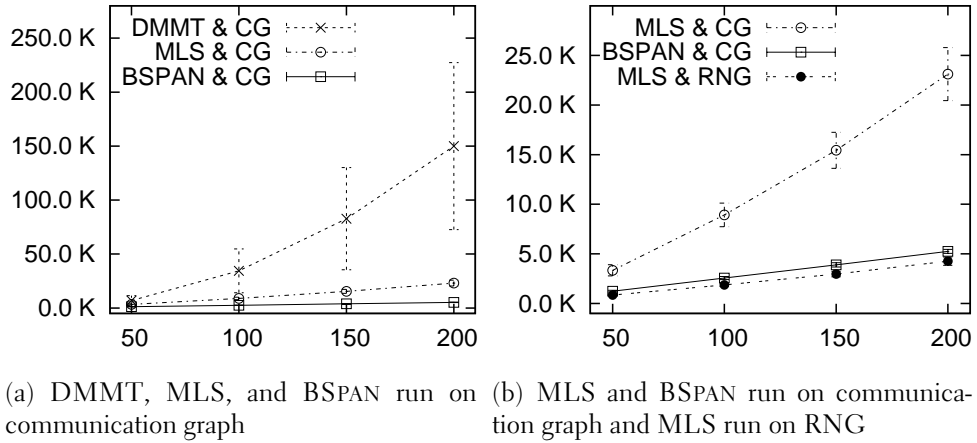 250.0 K
200.0 K
150.0 K
100.0 K
50.0 K
0.0 K
DMMT & CG
MLS & CG
BSPAN & CG
50 100 150 200
25.0 K
20.0 K
15.0 K
10.0 K
5.0 K
0.0 K
MLS & CG
BSPAN & CG
MLS & RNG
50 100 150 200
(a) DMMT, MLS, and BSPAN run on
communication graph
(b) MLS and BSPAN run on communica-
tion graph and MLS run on RNG